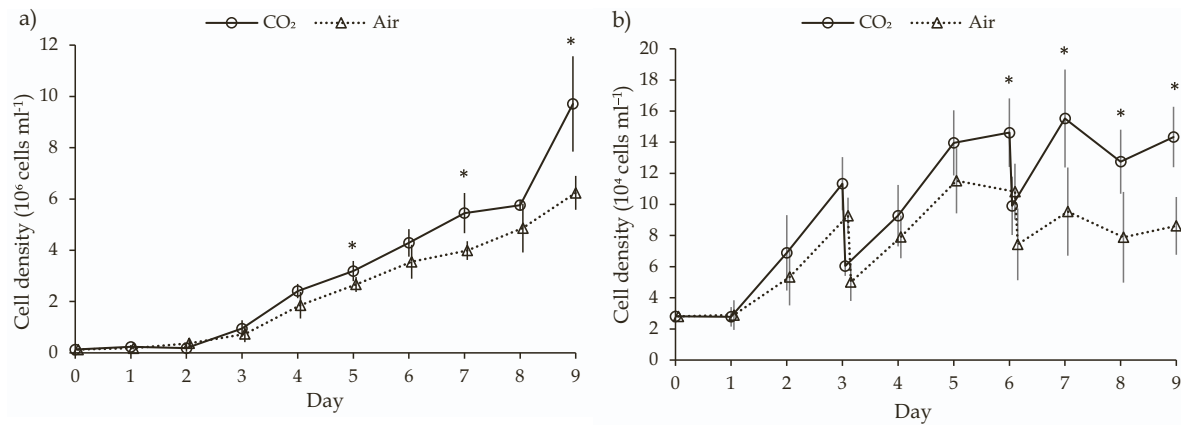 a)
CO₂ Air
Cell density (10⁶ cells ml⁻¹)
12
10
8
6
4
2
0
* * *
0 1 2 3 4 5 6 7 8 9
Day
b)
CO₂ Air
Cell density (10⁴ cells ml⁻¹)
20
18
16
14
12
10
8
6
4
2
0
* * * *
0 1 2 3 4 5 6 7 8 9
Day